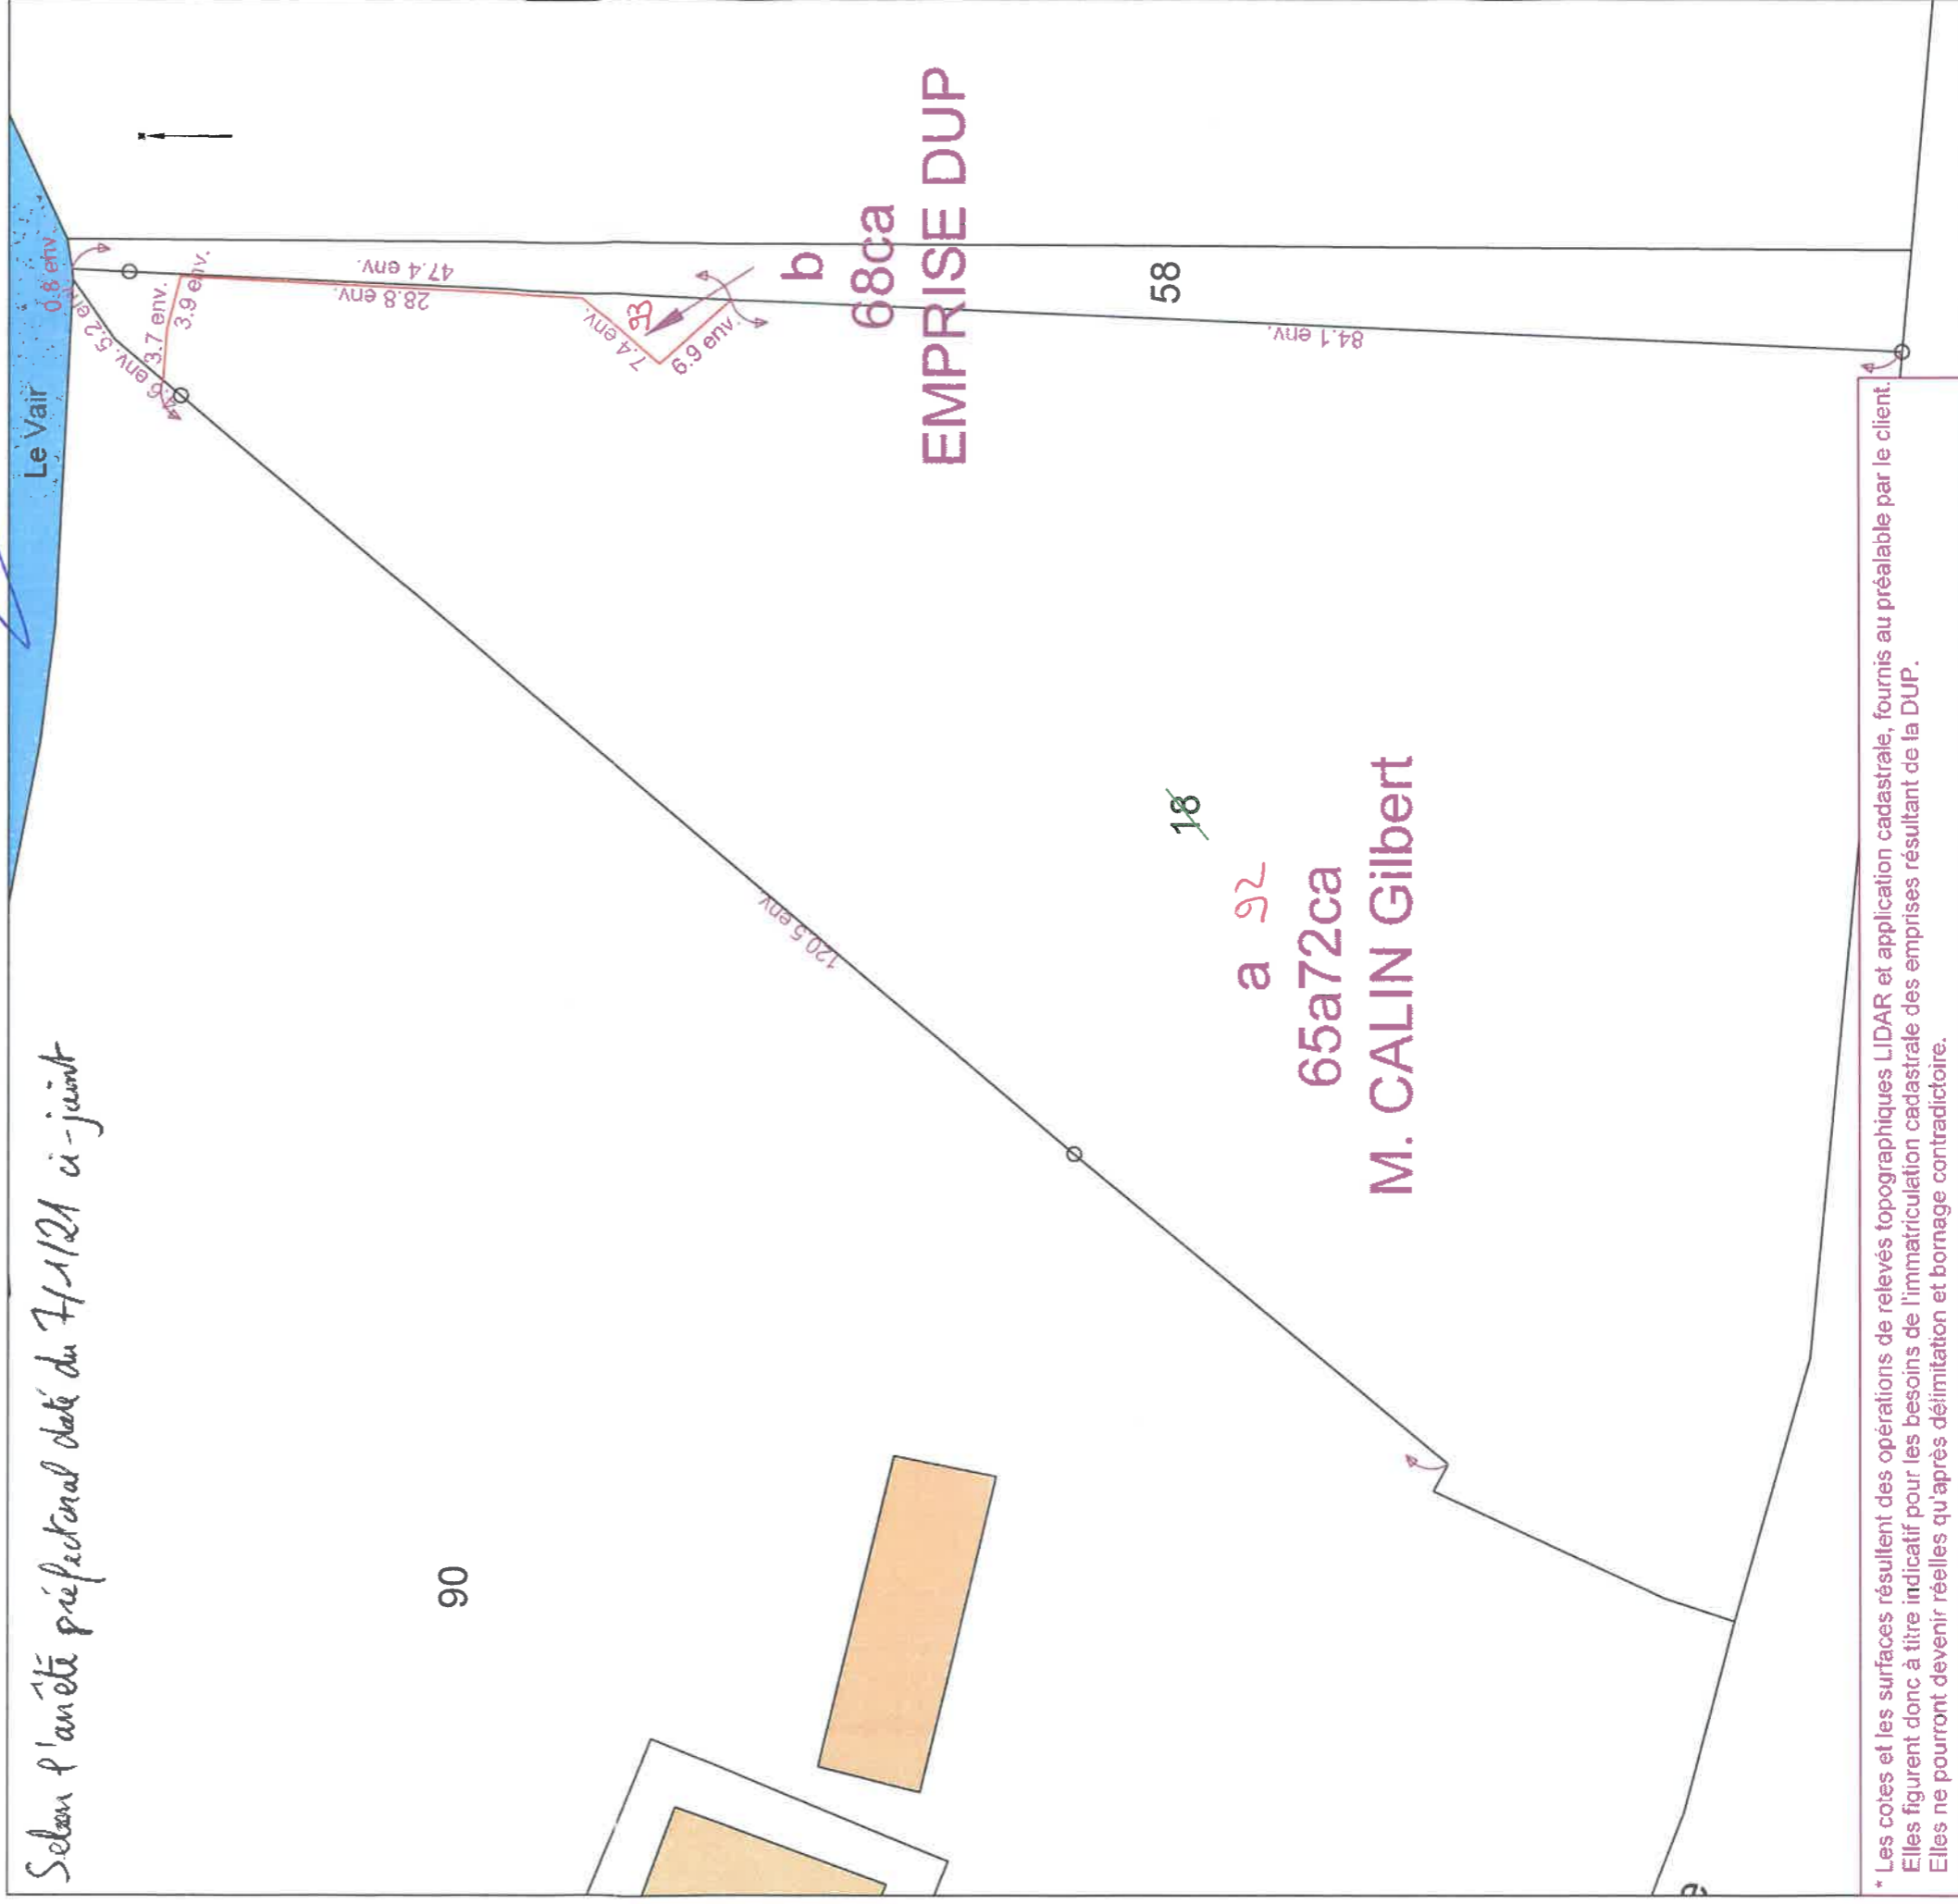 Selon l'arrêté préfectoral daté du 7/1/21 ci-joint
Le Vair
0.8 env.
5.2 env.
3.7 env.
3.9 env.
47.4 env.
28.8 env.
7.4 env.
93
6.9 env.
b
68ca
EMPRISE DUP
58
84.1 env.
120.5 env.
18
a 92
65a72ca
M. CALIN Gilbert
90
* Les cotes et les surfaces résultent des opérations de relevés topographiques LIDAR et application cadastrale, fournis au préalable par le client.
Elles figurent donc à titre indicatif pour les besoins de l'immatriculation cadastrale des emprises résultant de la DUP.
Elles ne pourront devenir réelles qu'après délimitation et bornage contradictoire.